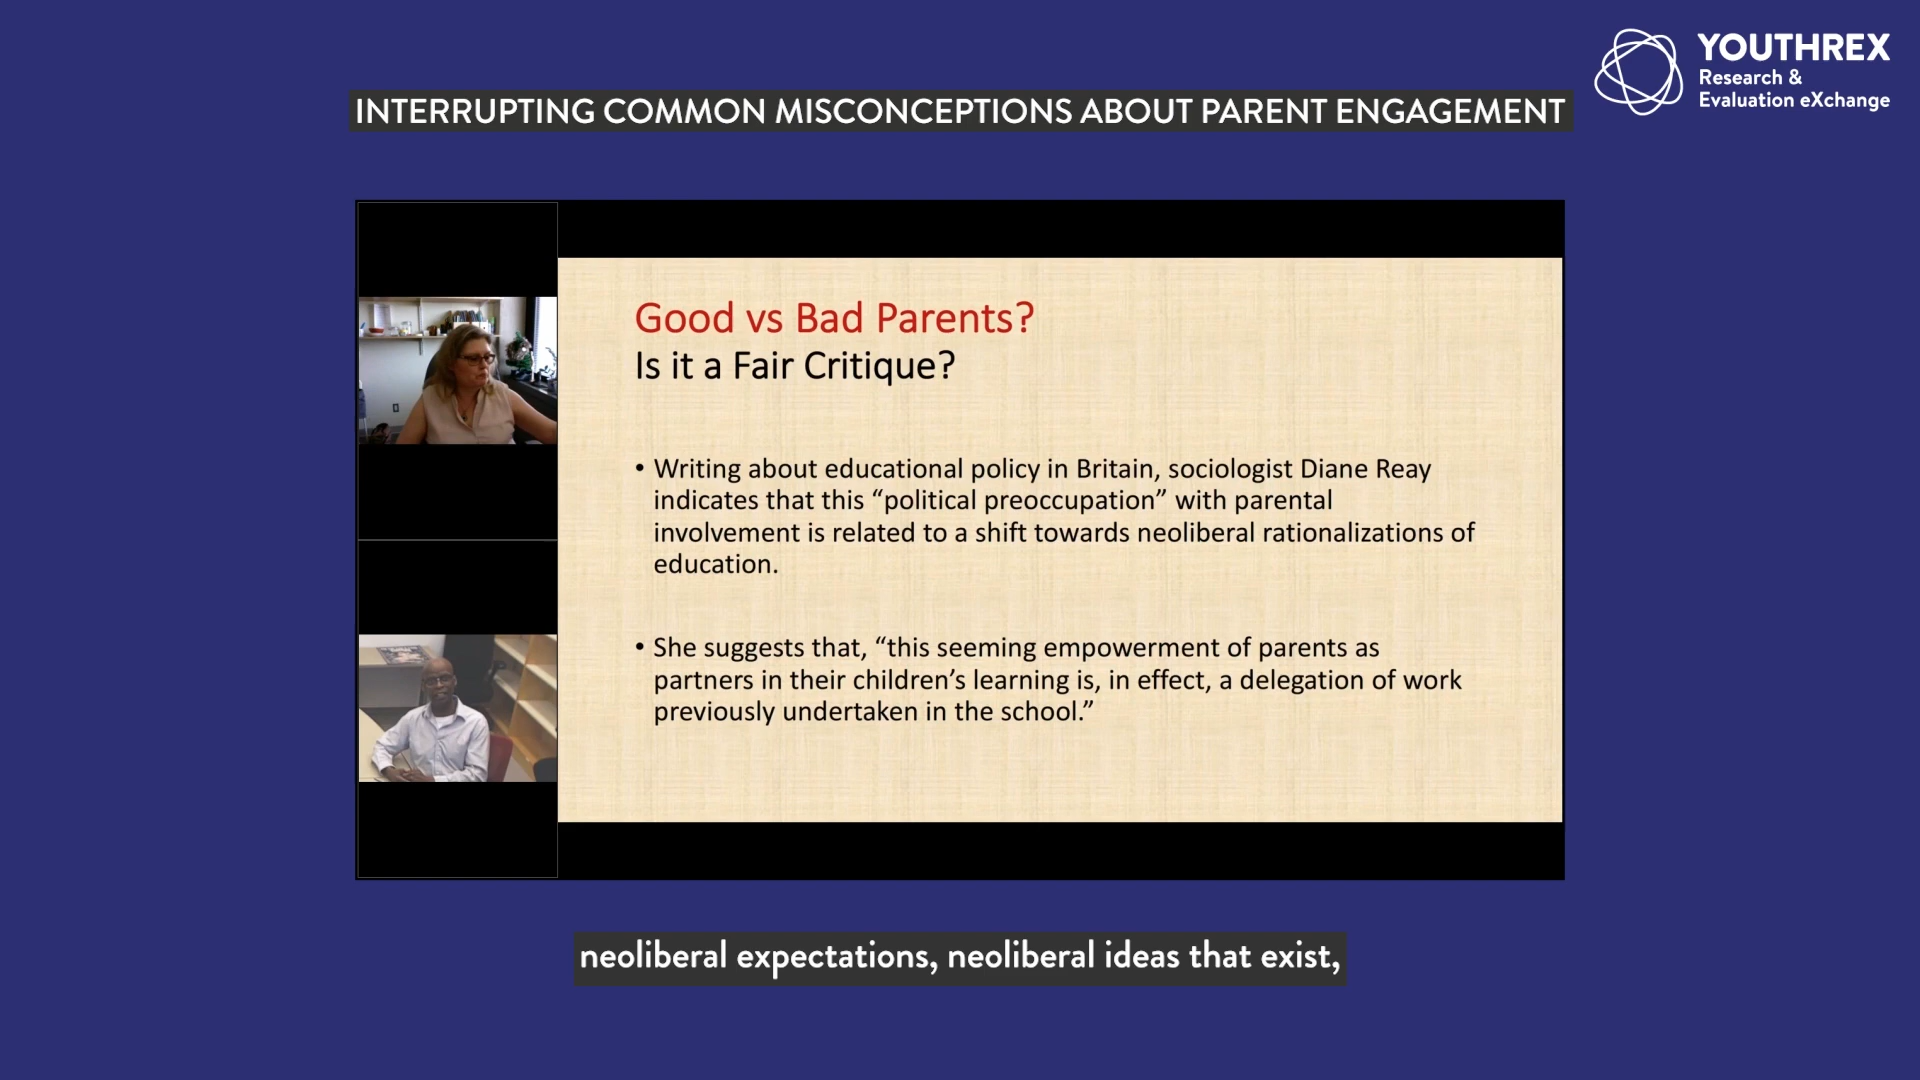 YOUTHREX
Research &
Evaluation eXchange
INTERRUPTING COMMON MISCONCEPTIONS ABOUT PARENT ENGAGEMENT
Good vs Bad Parents?
Is it a Fair Critique?
• Writing about educational policy in Britain, sociologist Diane Reay
indicates that this “political preoccupation” with parental
involvement is related to a shift towards neoliberal rationalizations of
education.
• She suggests that, “this seeming empowerment of parents as
partners in their children’s learning is, in effect, a delegation of work
previously undertaken in the school.”
neoliberal expectations, neoliberal ideas that exist,